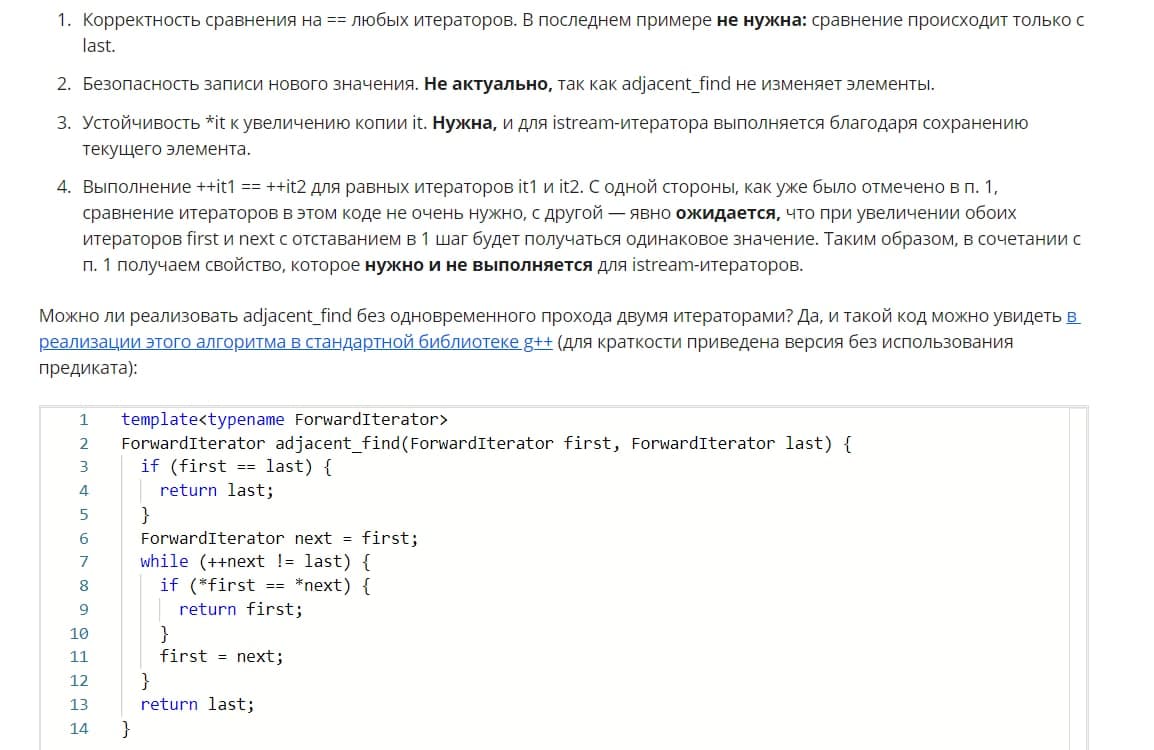 1. Корректность сравнения на == любых итераторов. В последнем примере не нужна: сравнение происходит только с
last.
2. Безопасность записи нового значения. Не актуально, так как adjacent_find не изменяет элементы.
3. Устойчивость *it к увеличению копии it. Нужна, и для istream-итератора выполняется благодаря сохранению
текущего элемента.
4. Выполнение ++it1 == ++it2 для равных итераторов it1 и it2. С одной стороны, как уже было отмечено в п. 1,
сравнение итераторов в этом коде не очень нужно, с другой — явно ожидается, что при увеличении обоих
итераторов first и next с отставанием в 1 шаг будет получаться одинаковое значение. Таким образом, в сочетании с
п. 1 получаем свойство, которое нужно и не выполняется для istream-итераторов.
Можно ли реализовать adjacent_find без одновременного прохода двумя итераторами? Да, и такой код можно увидеть в
реализации этого алгоритма в стандартной библиотеке g++ (для краткости приведена версия без использования
предиката):
1 template<typename ForwardIterator>
2 ForwardIterator adjacent_find(ForwardIterator first, ForwardIterator last) {
3 if (first == last) {
4 return last;
5 }
6 ForwardIterator next = first;
7 while (++next != last) {
8 if (*first == *next) {
9 return first;
10 }
11 first = next;
12 }
13 return last;
14 }